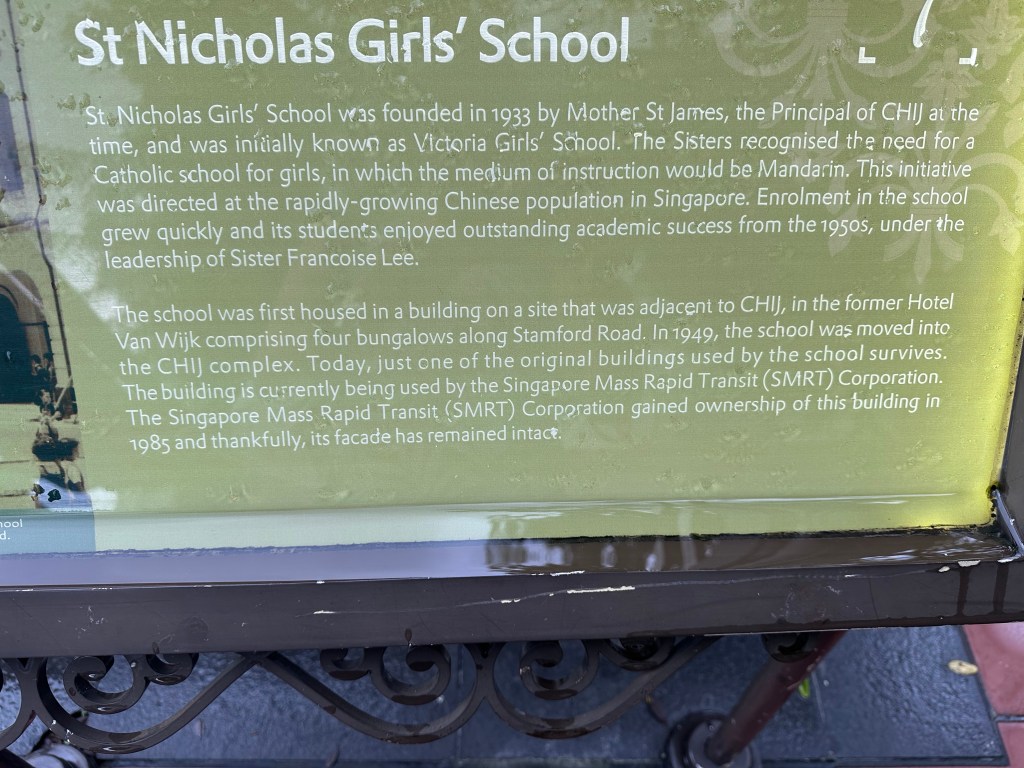 St Nicholas Girls' School
St. Nicholas Girls' School was founded in 1933 by Mother St James, the Principal of CHIJ at the
time, and was initially known as Victoria Girls' School. The Sisters recognised the need for a
Catholic school for girls, in which the medium of instruction would be Mandarin. This initiative
was directed at the rapidly-growing Chinese population in Singapore. Enrolment in the school
grew quickly and its students enjoyed outstanding academic success from the 1950s, under the
leadership of Sister Francoise Lee.
The school was first housed in a building on a site that was adjacent to CHIJ, in the former Hotel
Van Wijk comprising four bungalows along Stamford Road. In 1949, the school was moved into
the CHIJ complex. Today, just one of the original buildings used by the school survives.
The building is currently being used by the Singapore Mass Rapid Transit (SMRT) Corporation.
The Singapore Mass Rapid Transit (SMRT) Corporation gained ownership of this building in
1985 and thankfully, its facade has remained intact.